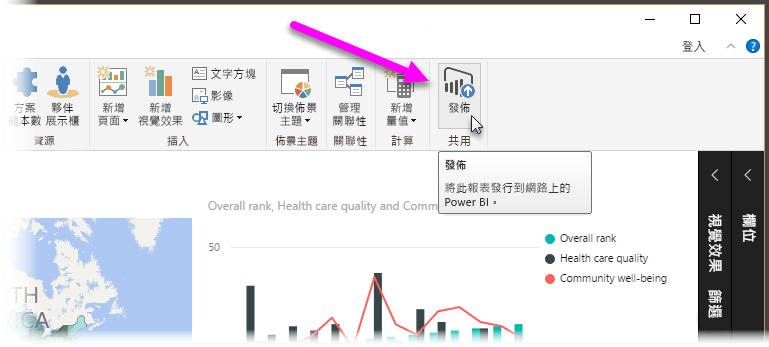 登入
方案
範本數
夥伴
展示櫃
資源
新增
頁面
新增
視覺效果
文字方塊
影像
圖形
插入
切換佈景
主題
佈景主題
管理
關聯性
關聯性
新增
量值
計算
發佈
共用
發佈
將此報表發行到網路上的
Power BI。
Overall rank, Health care quality and Comm
50
Overall rank
Health care quality
Community well-being
視覺效果
篩選
欄位